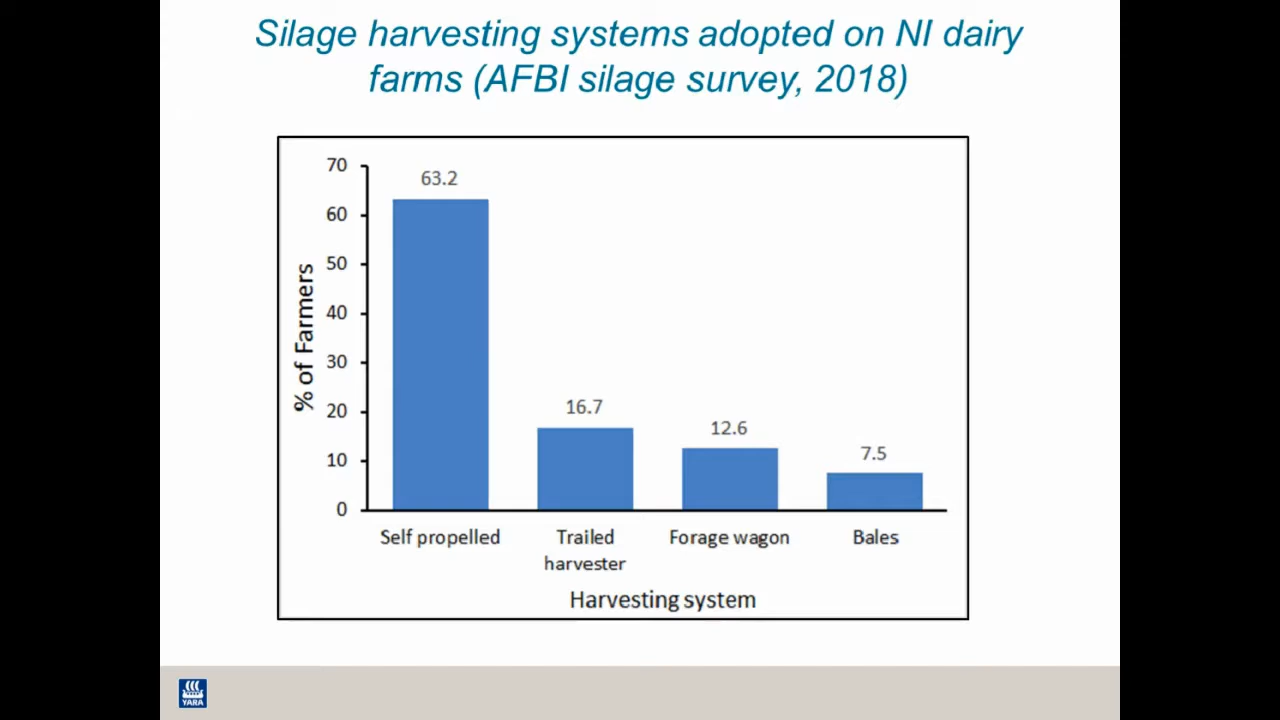 Silage harvesting systems adopted on NI dairy
farms (AFBI silage survey, 2018)
70
60
50
40
30
20
10
0
% of Farmers
63.2
16.7
12.6
7.5
Self propelled
Trailed
harvester
Forage wagon
Bales
Harvesting system
YARA